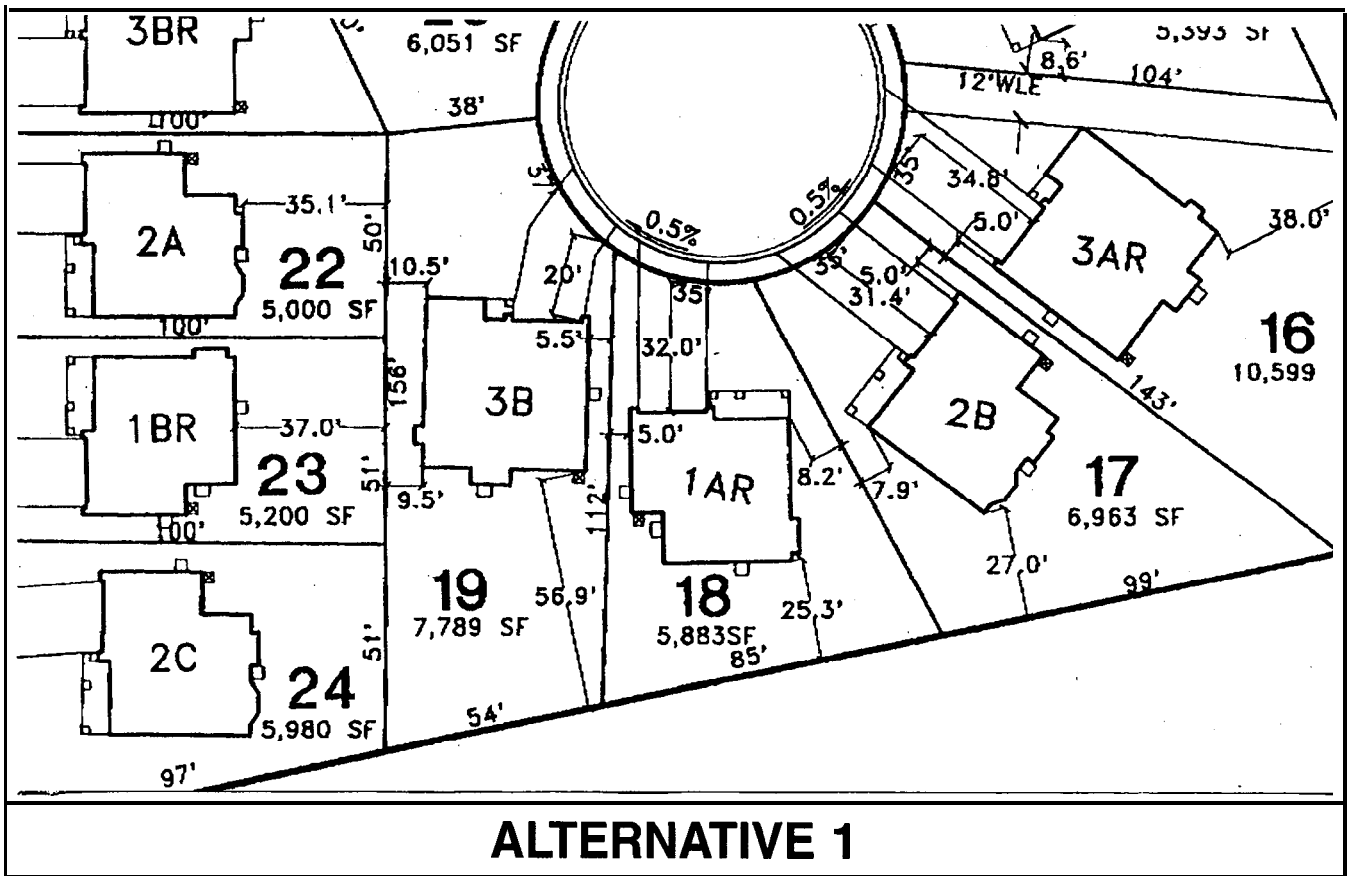 3BR
6,051 SF
5,393 SF
8.6'
12'WLE
104'
38'
100'
2A
35.1'
50'
22
5,000 SF
100'
10.5'
20'
0.5%
0.5%
35'
34.8'
5.0'
3AR
38.0'
35'
5.0'
31.4'
35'
16
10,599
1BR
37.0'
23
5,200 SF
100'
156'
51'
9.5'
3B
5.5'
32.0'
5.0'
1AR
8.2'
7.9'
2B
143'
17
6,963 SF
112'
2C
24
5,980 SF
51'
19
7,789 SF
56.9'
18
5,883SF
85'
25.3'
27.0'
99'
54'
97'
ALTERNATIVE 1